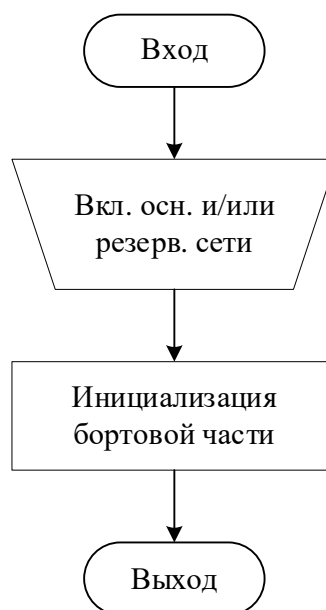 Вход
Вкл. осн. и/или
резерв. сети
Инициализация
бортовой части
Выход